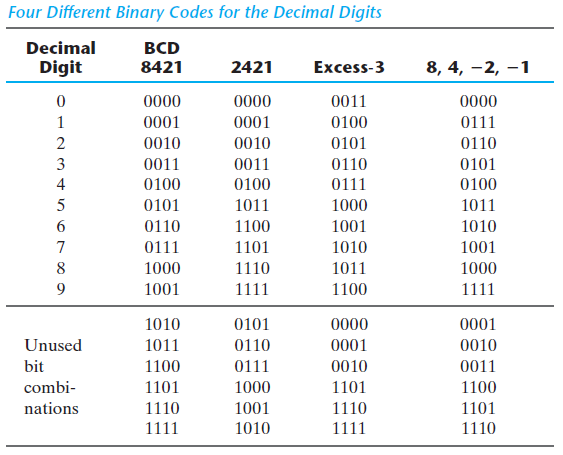 Four Different Binary Codes for the Decimal Digits
Decimal BCD
Digit 8421 2421 Excess-3 8, 4, −2, −1
0 0000 0000 0011 0000
1 0001 0001 0100 0111
2 0010 0010 0101 0110
3 0011 0011 0110 0101
4 0100 0100 0111 0100
5 0101 1011 1000 1011
6 0110 1100 1001 1010
7 0111 1101 1010 1001
8 1000 1110 1011 1000
9 1001 1111 1100 1111
1010 0101 0000 0001
Unused 1011 0110 0001 0010
bit 1100 0111 0010 0011
combi- 1101 1000 1101 1100
nations 1110 1001 1110 1101
1111 1010 1111 1110